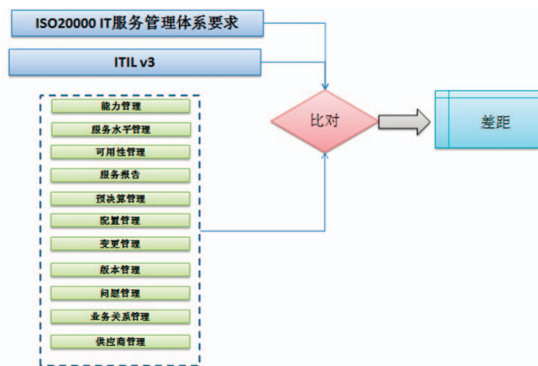 ISO20000 IT服务管理体系要求
ITIL v3
能力管理
服务水平管理
可用性管理
服务报告
预决算管理
配置管理
变更管理
版本管理
问题管理
业务关系管理
供应商管理
比对
差距